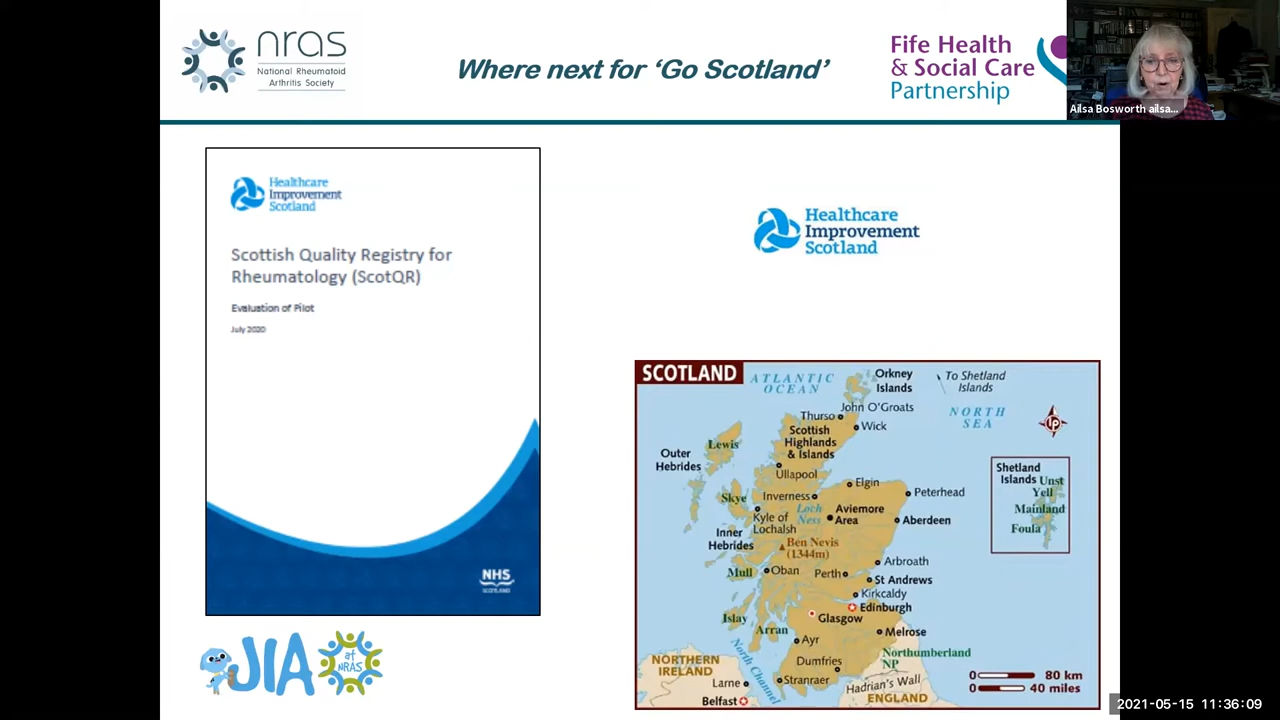 nras
National Rheumatoid
Arthritis Society
Where next for ‘Go Scotland’
Fife Health
& Social Care
Partnership
Ailsa Bosworth ailsa...
Healthcare
Improvement
Scotland
Scottish Quality Registry for
Rheumatology (ScotQR)
Evaluation of Pilot
July 2020
NHS
SCOTLAND
JIA
at
NRAS
Healthcare
Improvement
Scotland
SCOTLAND
ATLANTIC
OCEAN
Orkney
Islands
To Shetland
Islands
John O'Groats
Thurso
NORTH
SEA
Wick
Scottish
Highlands
& Islands
Lewis
Outer
Hebrides
Ullapool
Shetland
Islands
Unst
Yell
Mainland
Foula
Elgin
Peterhead
Inverness
Skye
Kyle of
Lochalsh
Loch
Ness
Aviemore
Area
Aberdeen
Inner
Hebrides
Ben Nevis
(1344m)
Arbroath
Mull
Oban
Perth
St Andrews
Kirkcaldy
Edinburgh
Glasgow
Islay
Arran
Ayr
Melrose
North Channel
Northumberland
NP
NORTHERN
IRELAND
Dumfries
Larne
Stranraer
Hadrian's Wall
Belfast
ENGLAND
0 80 km
0 40 miles
2021-05-15 11:36:09